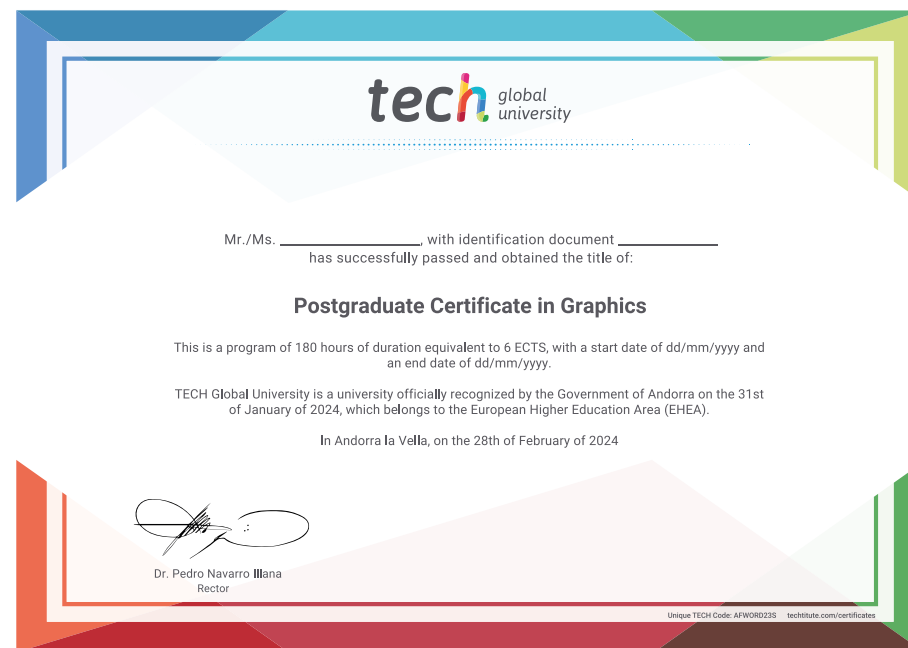 tech global university
Mr./Ms. ____________, with identification document ____________
has successfully passed and obtained the title of:
Postgraduate Certificate in Graphics
This is a program of 180 hours of duration equivalent to 6 ECTS, with a start date of dd/mm/yyyy and
an end date of dd/mm/yyyy.
TECH Global University is a university officially recognized by the Government of Andorra on the 31st
of January of 2024, which belongs to the European Higher Education Area (EHEA).
In Andorra la Vella, on the 28th of February of 2024
Dr. Pedro Navarro Illana
Rector
Unique TECH Code: AFWORD23S techtitute.com/certificates